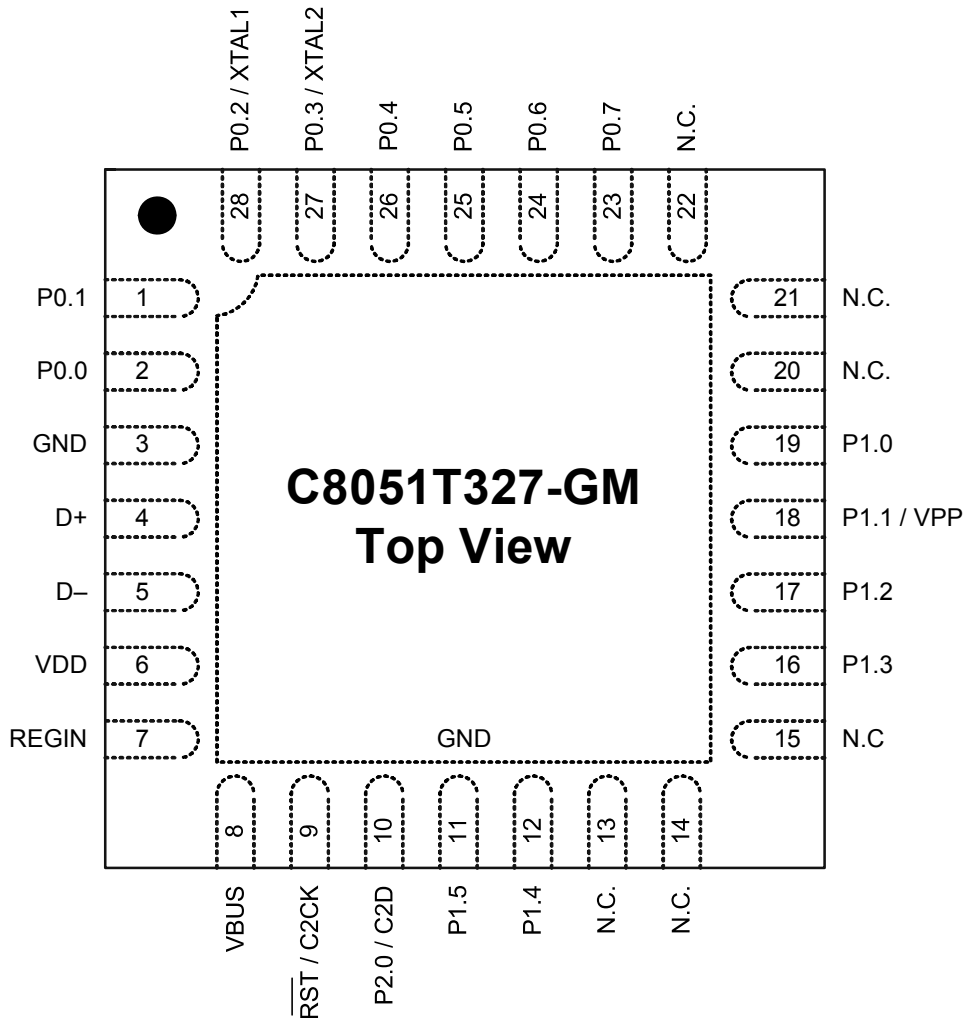 P0.2 / XTAL1
P0.3 / XTAL2
P0.4
P0.5
P0.6
P0.7
N.C.
28
27
26
25
24
23
22
P0.1 1
P0.0 2
GND 3
D+ 4
D– 5
VDD 6
REGIN 7
21 N.C.
20 N.C.
19 P1.0
18 P1.1 / VPP
17 P1.2
16 P1.3
15 N.C
C8051T327-GM
Top View
GND
8
9
10
11
12
13
14
VBUS
RST / C2CK
P2.0 / C2D
P1.5
P1.4
N.C.
N.C.